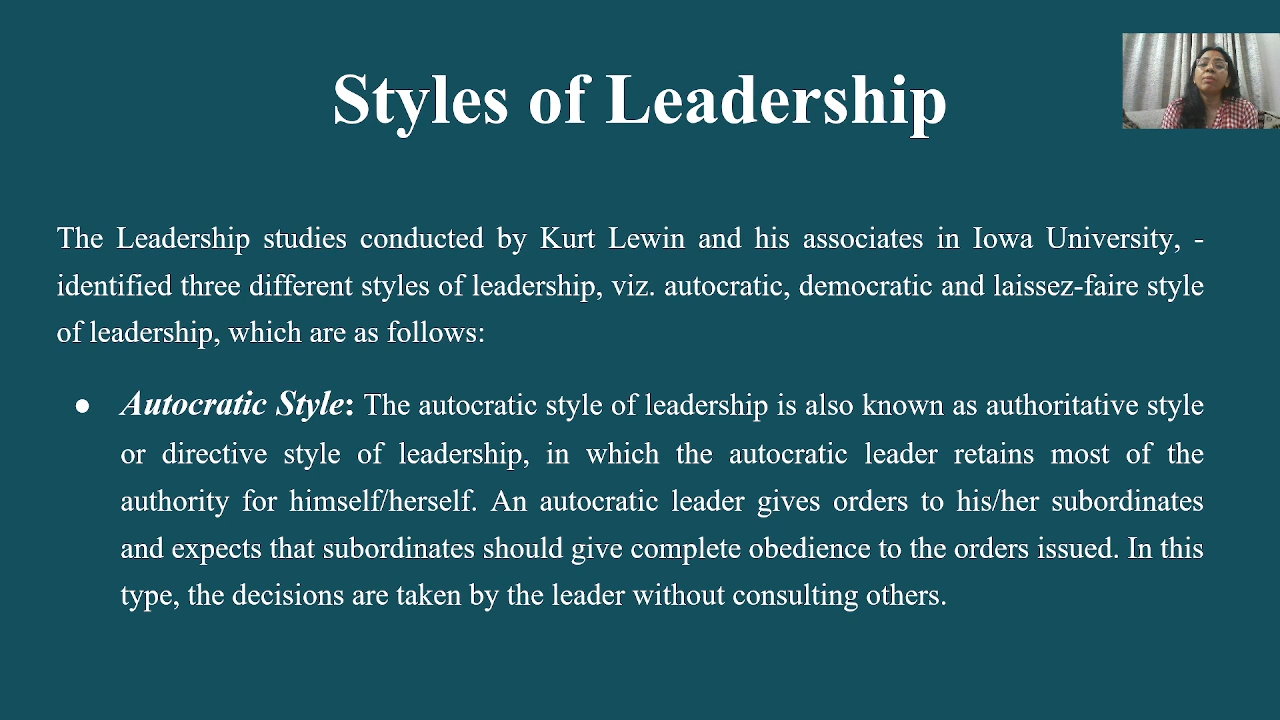 Styles of Leadership
The Leadership studies conducted by Kurt Lewin and his associates in Iowa University, -
identified three different styles of leadership, viz. autocratic, democratic and laissez-faire style
of leadership, which are as follows:
● Autocratic Style: The autocratic style of leadership is also known as authoritative style
or directive style of leadership, in which the autocratic leader retains most of the
authority for himself/herself. An autocratic leader gives orders to his/her subordinates
and expects that subordinates should give complete obedience to the orders issued. In this
type, the decisions are taken by the leader without consulting others.